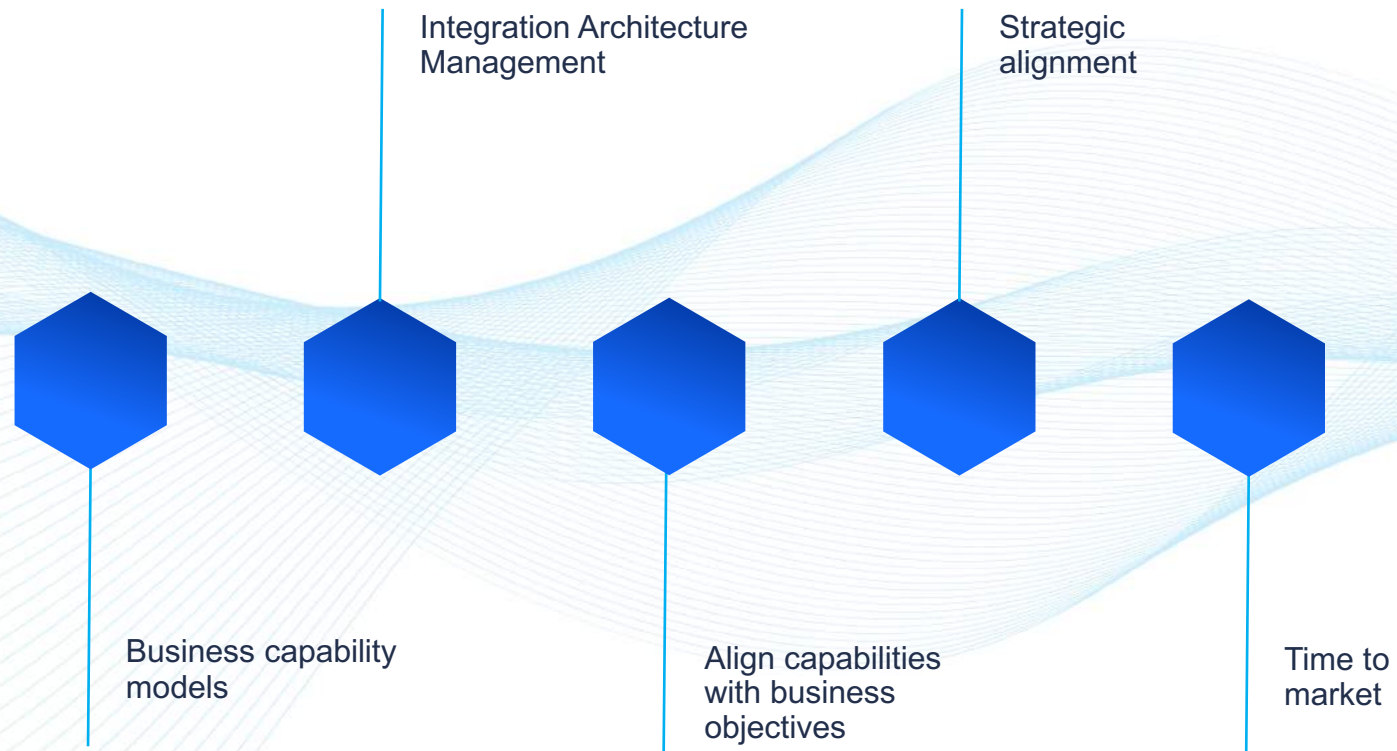 Integration Architecture
Management
Strategic
alignment
Business capability
models
Align capabilities
with business
objectives
Time to
market